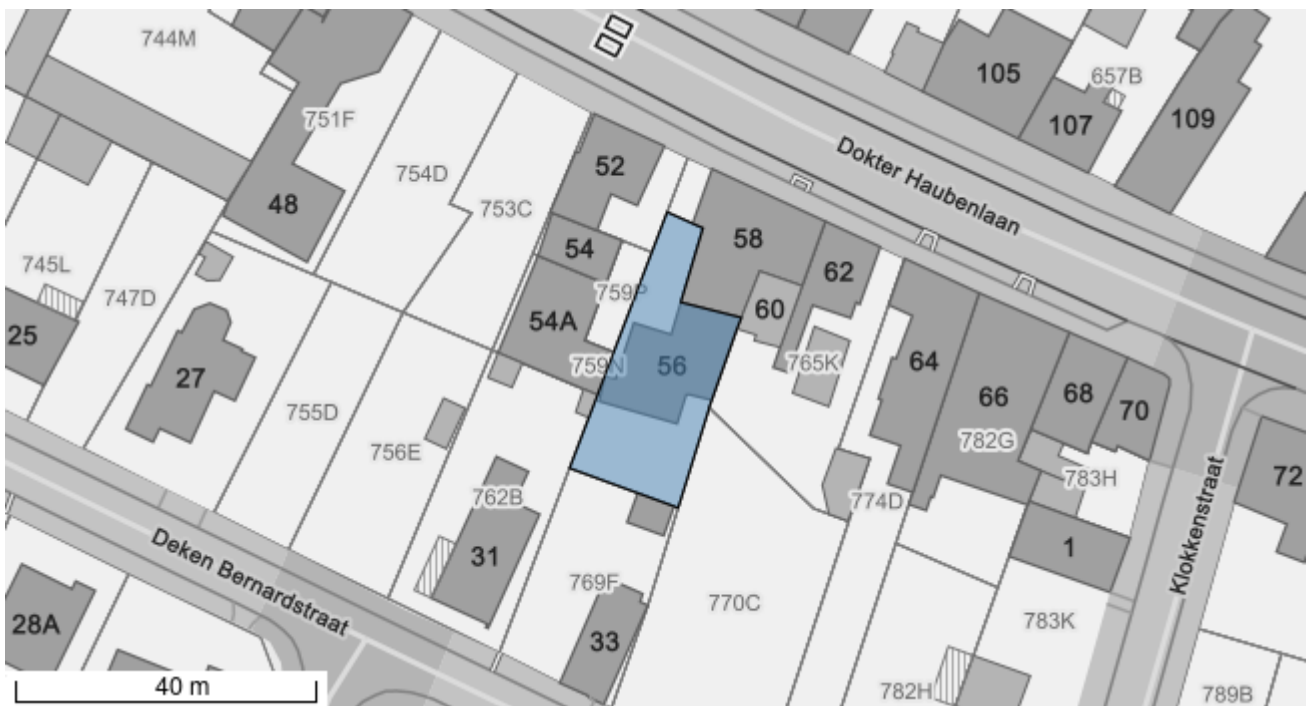 744M
751F
754D
753C
52
48
54
58
62
60
759P
54A
759N
56
765K
64
66
782G
68
70
783H
745L
747D
25
27
755D
756E
762B
31
769F
33
770C
774D
1
783K
782H
789B
72
28A
105
657B
107
109
Dokter Haubenlaan
Klokkenstraat
Deken Bernardstraat
40 m